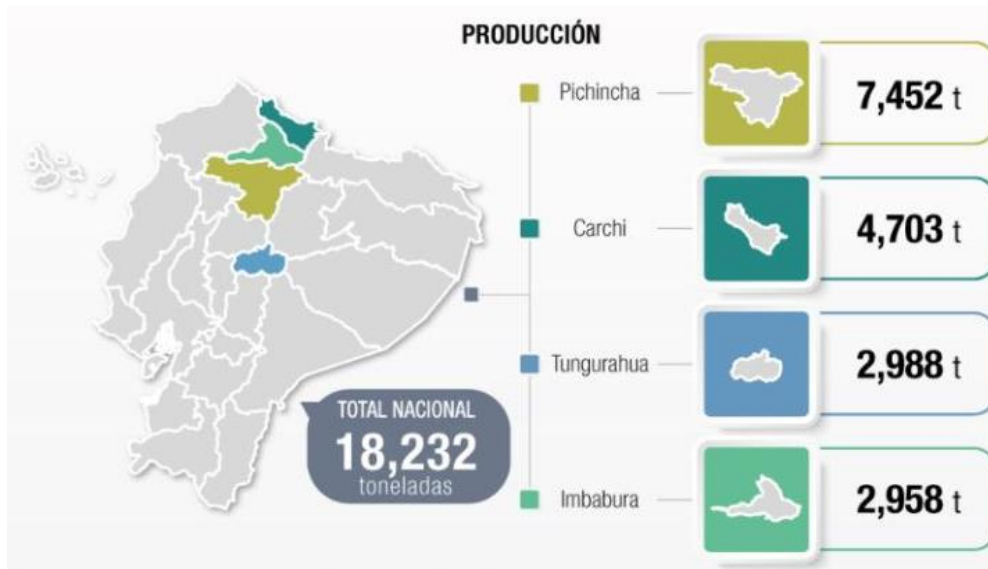 PRODUCCIÓN
Pichincha
7,452 t
Carchi
4,703 t
Tungurahua
2,988 t
TOTAL NACIONAL
18,232
toneladas
Imbabura
2,958 t